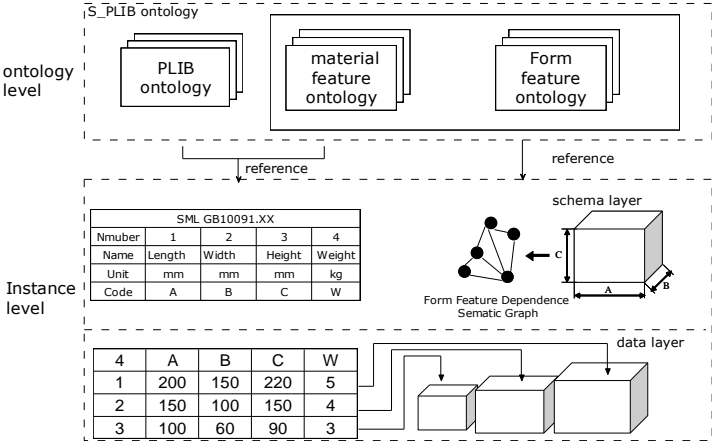 S_PLIB ontology
ontology
level
PLIB
ontology
material
feature
ontology
Form
feature
ontology
reference
reference
Instance
level
schema layer
SML GB10091.XX
Nmuber 1 2 3 4
Name Length Width Height Weight
Unit mm mm mm kg
Code A B C W
C
A
B
Form Feature Dependence
Sematic Graph
data layer
4 A B C W
1 200 150 220 5
2 150 100 150 4
3 100 60 90 3